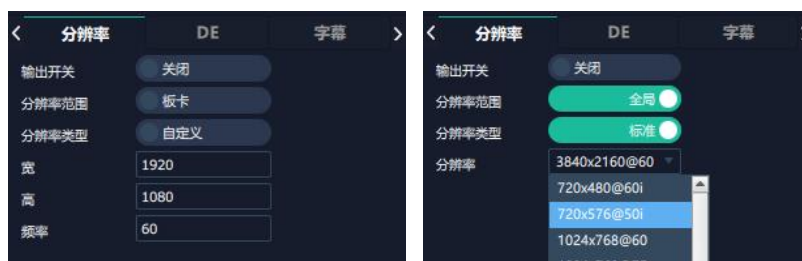 分辨率 DE 字幕
输出开关 关闭
分辨率范围 板卡
分辨率类型 自定义
宽 1920
高 1080
频率 60
分辨率 DE 字幕
输出开关 关闭
分辨率范围 全局
分辨率类型 标准
分辨率 3840x2160@60
720x480@60i
720x576@50i
1024x768@60